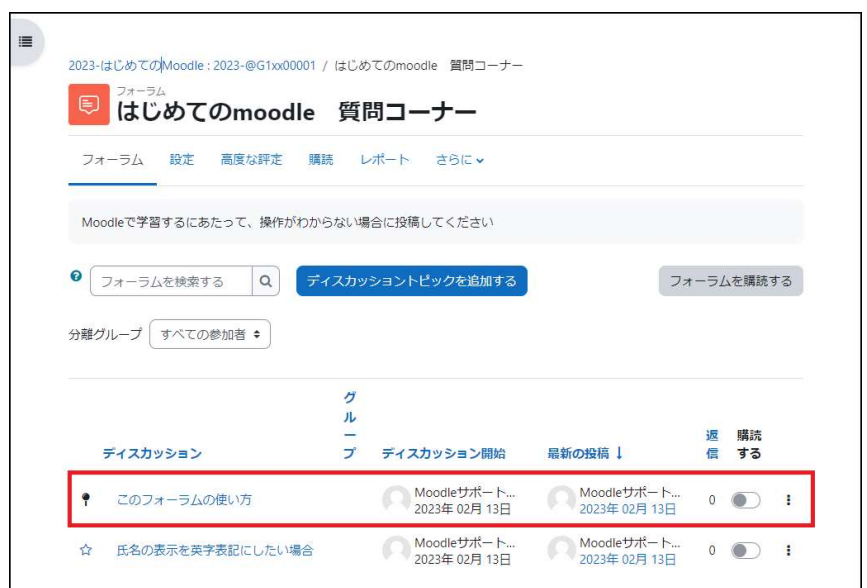 2023-はじめてのMoodle : 2023-@G1xx00001 / はじめてのmoodle　質問コーナー
フォーラム
はじめてのmoodle　質問コーナー
フォーラム 設定 高度な評定 購読 レポート さらに
Moodleで学習するにあたって、操作がわからない場合に投稿してください
フォーラムを検索する ディスカッショントピックを追加する フォーラムを購読する
分離グループ すべての参加者
ディスカッション グループ ディスカッション開始 最新の投稿 ↓ 返信 購読する
このフォーラムの使い方 Moodleサポート... Moodleサポート... 0
2023年 02月 13日 2023年 02月 13日
氏名の表示を英字表記にしたい場合 Moodleサポート... Moodleサポート... 0
2023年 02月 13日 2023年 02月 13日